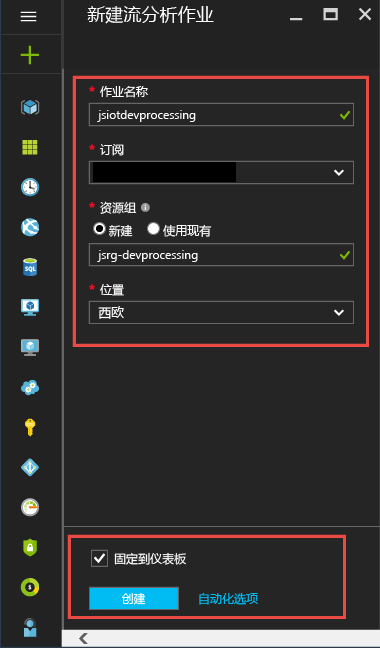 新建流分析作业
* 作业名称
jsiotdevprocessing
* 订阅
* 资源组
新建 使用现有
jsrg-devprocessing
* 位置
西欧
SQL
固定到仪表板
创建 自动化选项